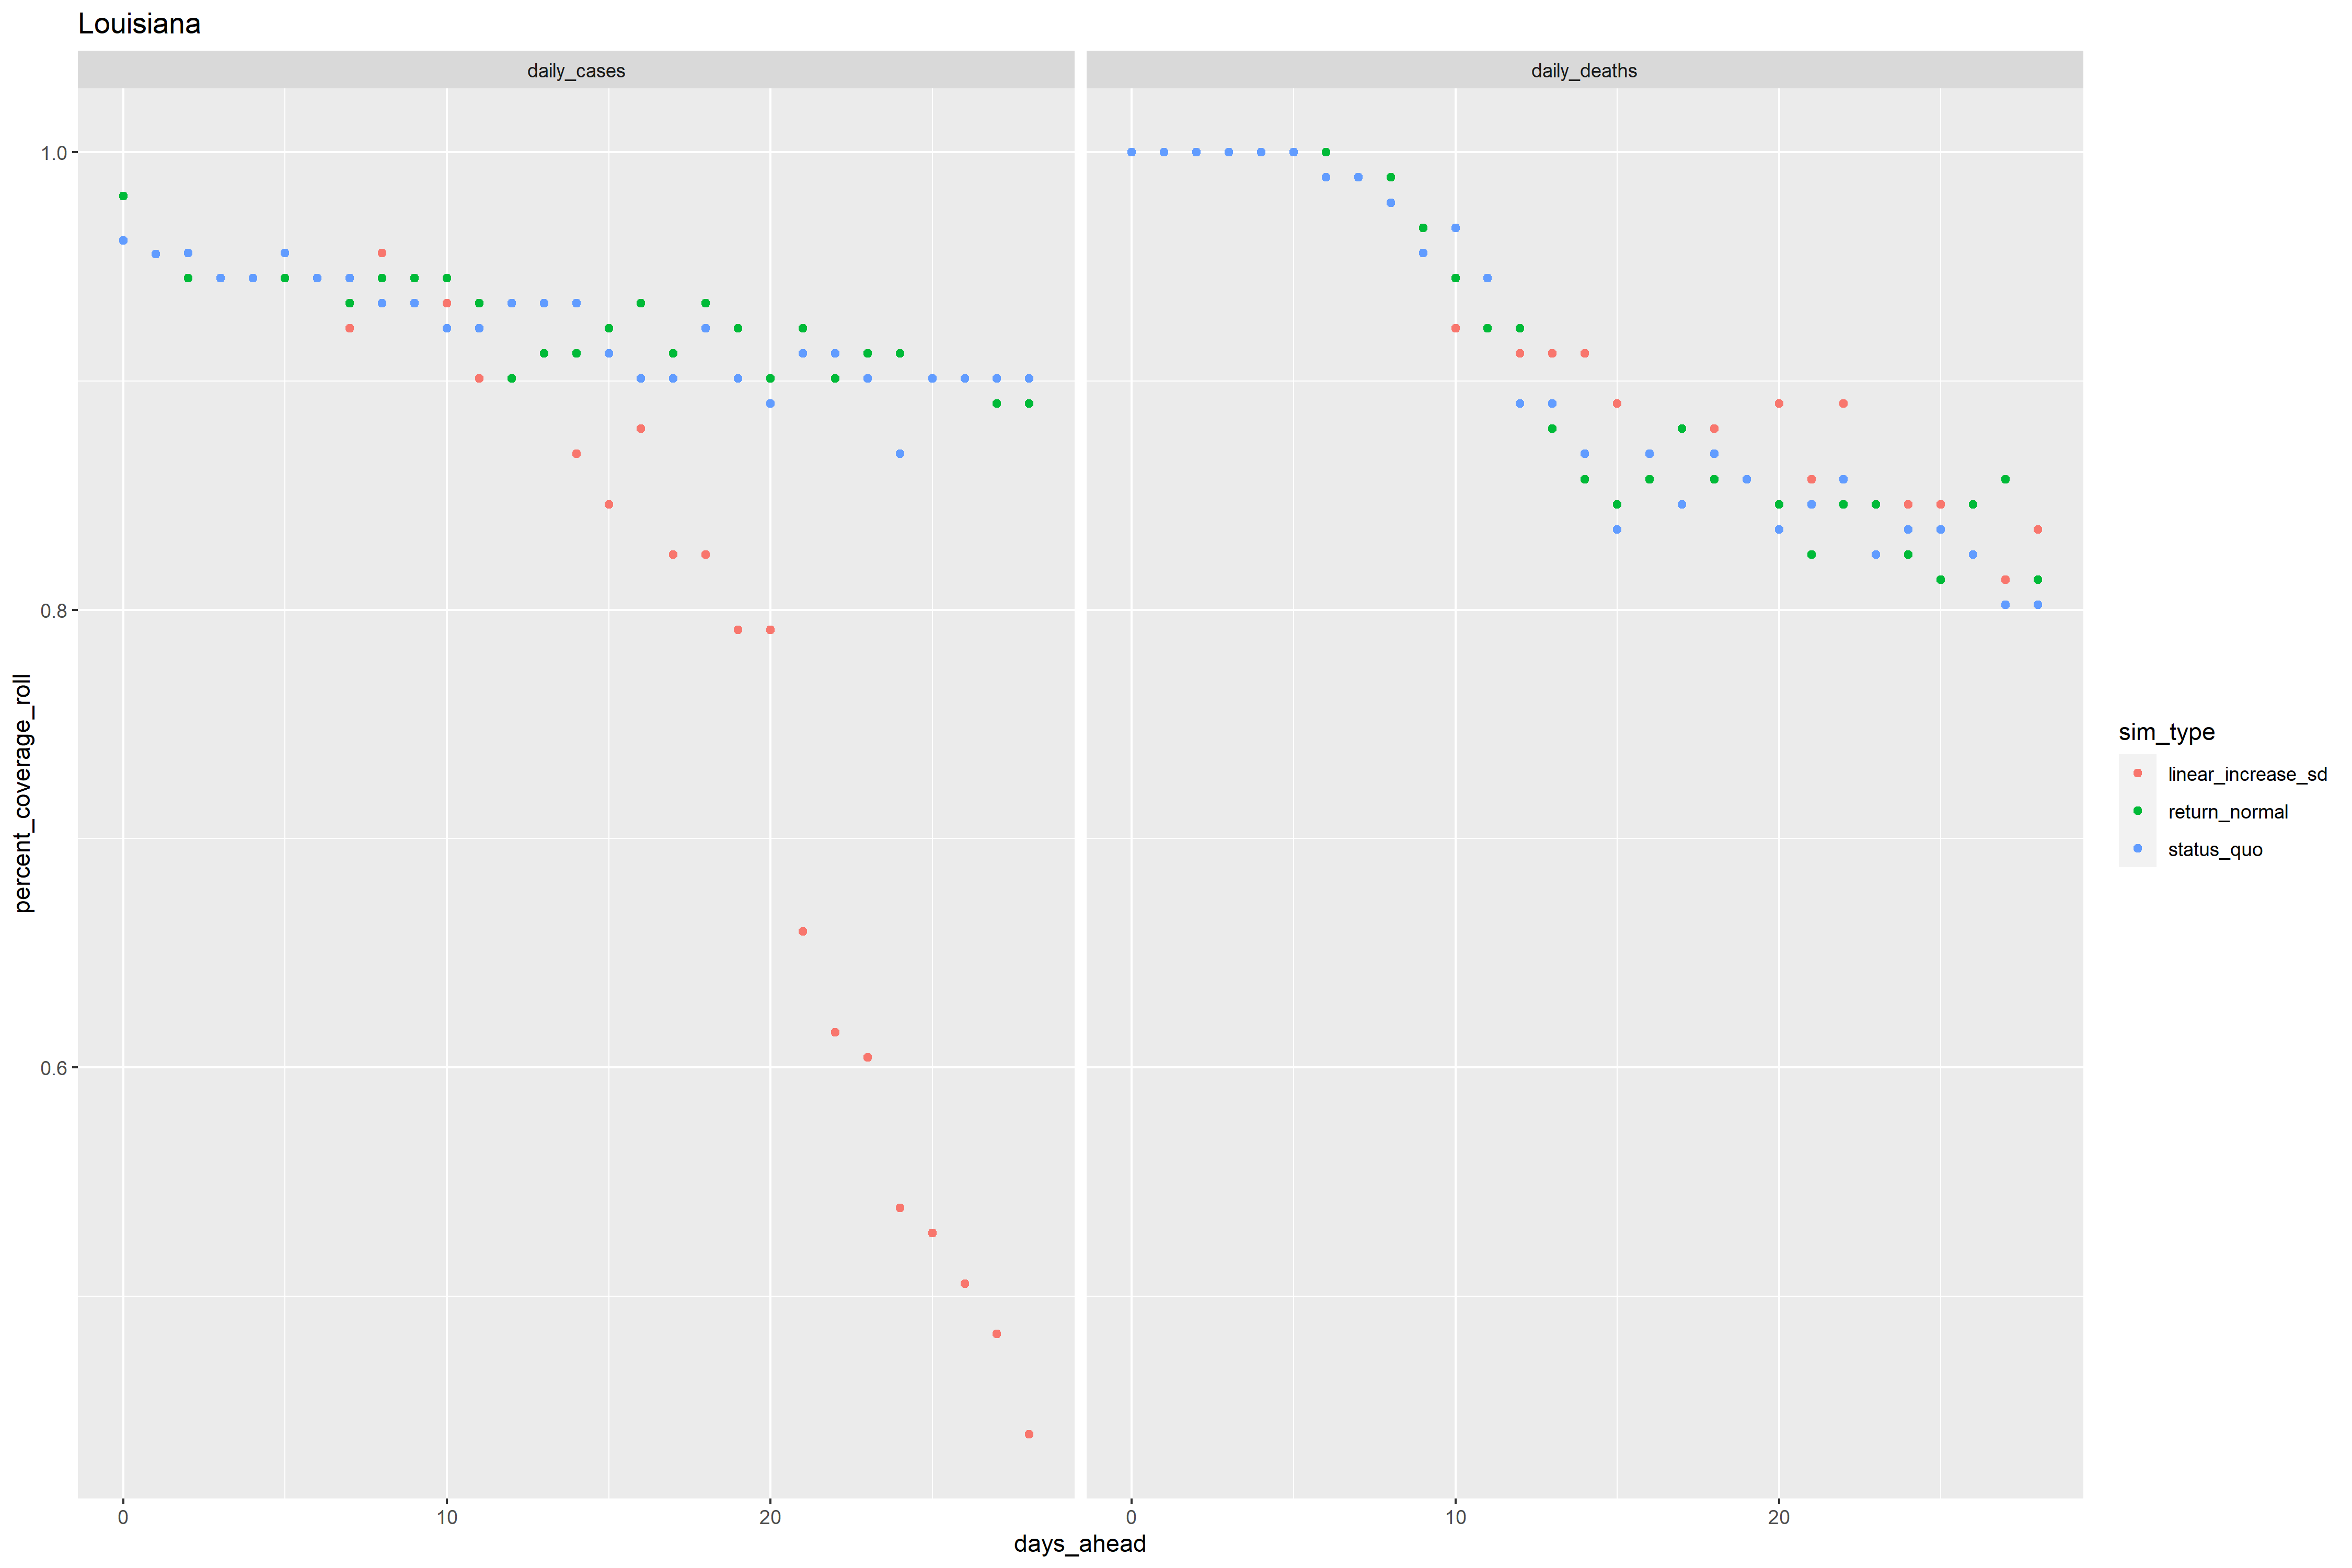 Louisiana
daily_cases
daily_deaths
1.0
0.8
0.6
percent_coverage_roll
0
10
20
0
10
20
days_ahead
sim_type
linear_increase_sd
return_normal
status_quo